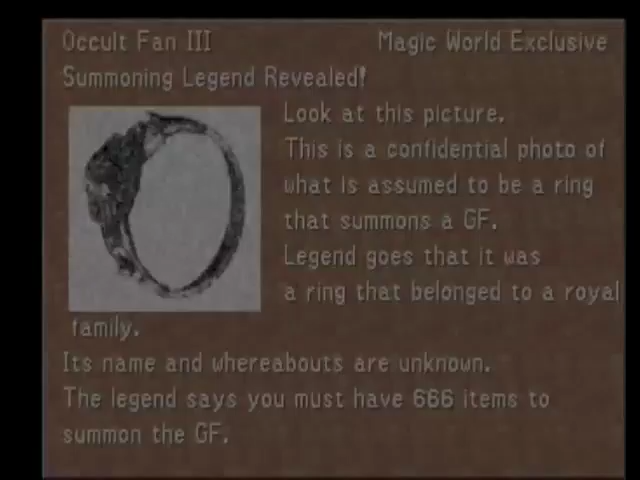 Occult Fan III Magic World Exclusive
Summoning Legend Revealed!
Look at this picture.
This is a confidential photo of
what is assumed to be a ring
that summons a GF.
Legend goes that it was
a ring that belonged to a royal
family.
Its name and whereabouts are unknown.
The legend says you must have 666 items to
summon the GF.